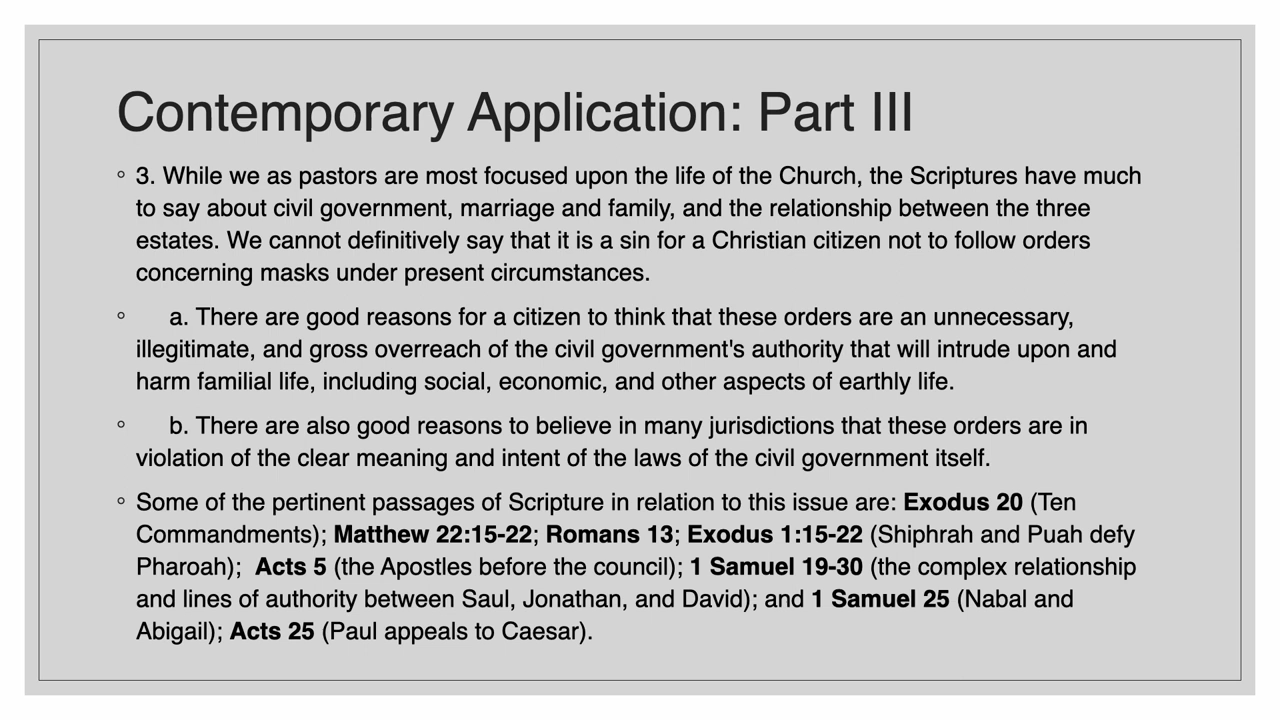 Contemporary Application: Part III
◦ 3. While we as pastors are most focused upon the life of the Church, the Scriptures have much
to say about civil government, marriage and family, and the relationship between the three
estates. We cannot definitively say that it is a sin for a Christian citizen not to follow orders
concerning masks under present circumstances.
◦ a. There are good reasons for a citizen to think that these orders are an unnecessary,
illegitimate, and gross overreach of the civil government's authority that will intrude upon and
harm familial life, including social, economic, and other aspects of earthly life.
◦ b. There are also good reasons to believe in many jurisdictions that these orders are in
violation of the clear meaning and intent of the laws of the civil government itself.
◦ Some of the pertinent passages of Scripture in relation to this issue are: Exodus 20 (Ten
Commandments); Matthew 22:15-22; Romans 13; Exodus 1:15-22 (Shiphrah and Puah defy
Pharoah); Acts 5 (the Apostles before the council); 1 Samuel 19-30 (the complex relationship
and lines of authority between Saul, Jonathan, and David); and 1 Samuel 25 (Nabal and
Abigail); Acts 25 (Paul appeals to Caesar).